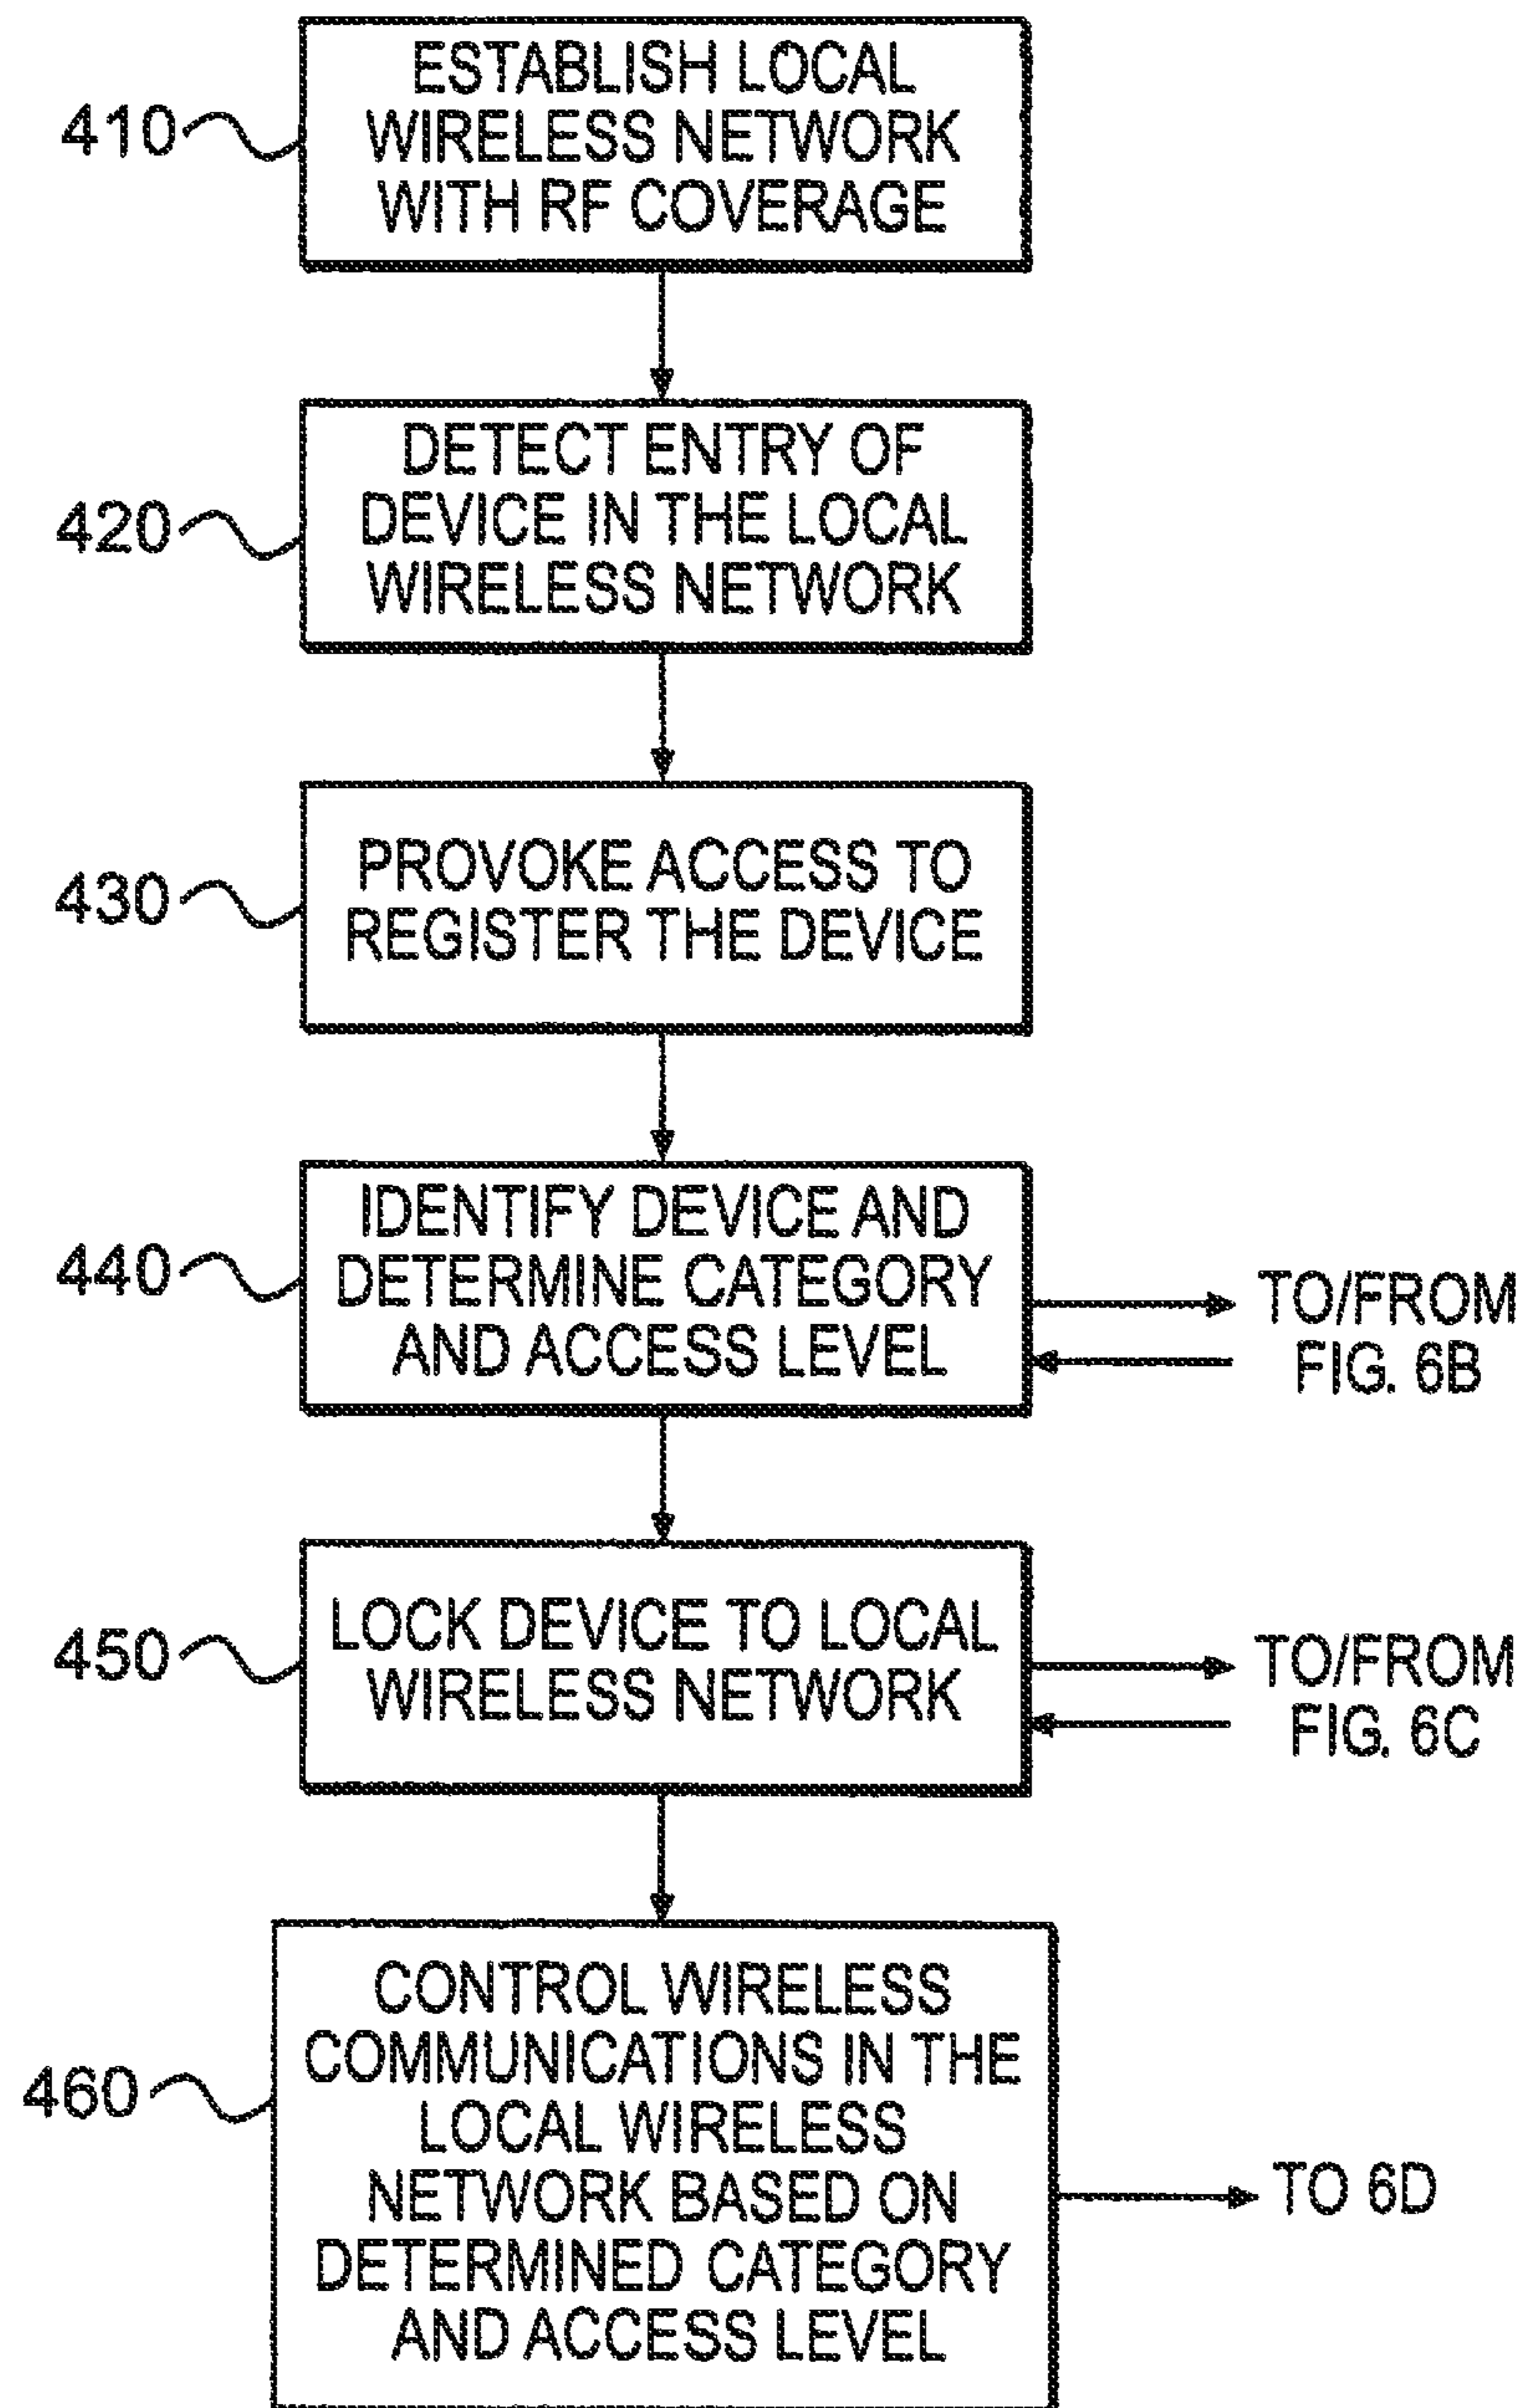 410
ESTABLISH LOCAL
WIRELESS NETWORK
WITH RF COVERAGE
420
DETECT ENTRY OF
DEVICE IN THE LOCAL
WIRELESS NETWORK
430
PROVOKE ACCESS TO
REGISTER THE DEVICE
440
IDENTIFY DEVICE AND
DETERMINE CATEGORY
AND ACCESS LEVEL
TO/FROM
FIG. 6B
450
LOCK DEVICE TO LOCAL
WIRELESS NETWORK
TO/FROM
FIG. 6C
460
CONTROL WIRELESS
COMMUNICATIONS IN THE
LOCAL WIRELESS
NETWORK BASED ON
DETERMINED CATEGORY
AND ACCESS LEVEL
TO 6D